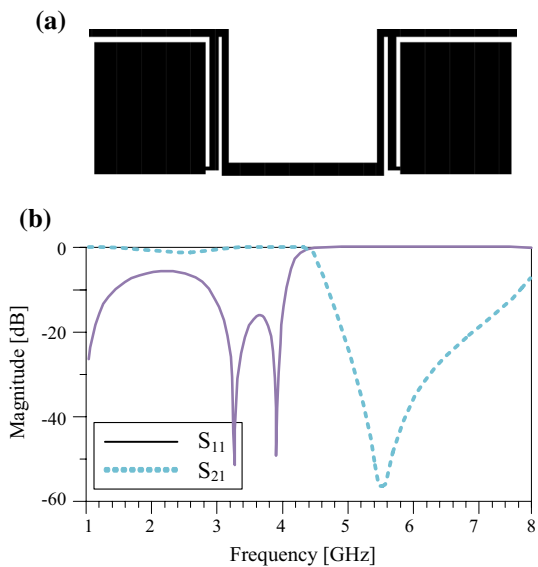 (a)
(b)
0
-20
-40
-60
Magnitude [dB]
S11
S21
1 2 3 4 5 6 7 8
Frequency [GHz]